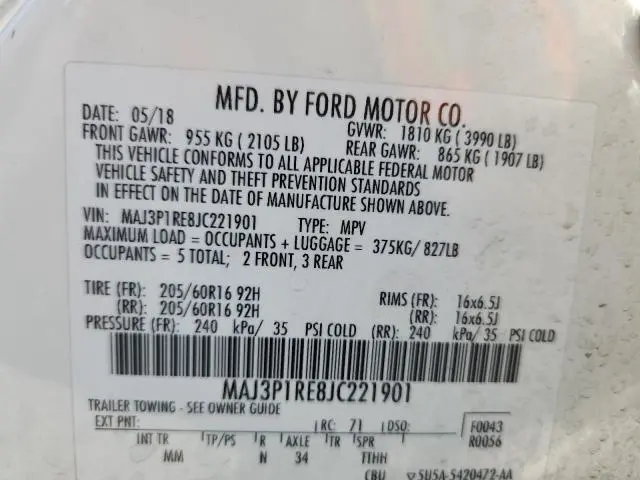 MFD. BY FORD MOTOR CO.
DATE: 05/18 GVWR: 1810 KG ( 3990 LB)
FRONT GAWR: 955 KG ( 2105 LB) REAR GAWR: 865 KG ( 1907 LB)
THIS VEHICLE CONFORMS TO ALL APPLICABLE FEDERAL MOTOR
VEHICLE SAFETY AND THEFT PREVENTION STANDARDS
IN EFFECT ON THE DATE OF MANUFACTURE SHOWN ABOVE.
VIN: MAJ3P1RE8JC221901 TYPE: MPV
MAXIMUM LOAD = OCCUPANTS + LUGGAGE = 375KG/ 827LB
OCCUPANTS = 5 TOTAL; 2 FRONT, 3 REAR
TIRE (FR): 205/60R16 92H RIMS (FR): 16x6.5J
(RR): 205/60R16 92H (RR): 16x6.5J
PRESSURE (FR): 240 kPa/ 35 PSI COLD (RR): 240 kPa/ 35 PSI COLD
MAJ3P1RE8JC221901
TRAILER TOWING - SEE OWNER GUIDE
EXT PNT: RC: 71 DSO: F0043
R0056
INT TR TP/PS R AXLE TR SPR
MM N 34 TTHH
CBU 5U5A-5420472-AA